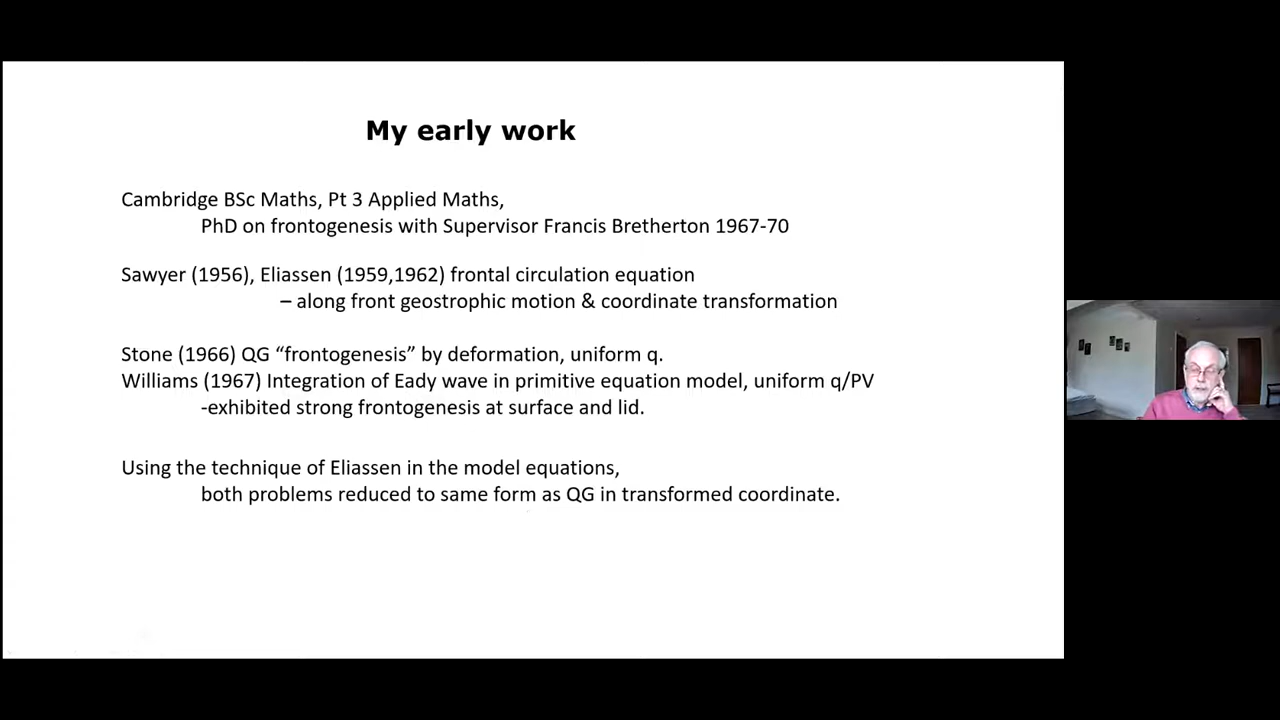 My early work
Cambridge BSc Maths, Pt 3 Applied Maths,
PhD on frontogenesis with Supervisor Francis Bretherton 1967-70
Sawyer (1956), Eliassen (1959,1962) frontal circulation equation
– along front geostrophic motion & coordinate transformation
Stone (1966) QG “frontogenesis” by deformation, uniform q.
Williams (1967) Integration of Eady wave in primitive equation model, uniform q/PV
-exhibited strong frontogenesis at surface and lid.
Using the technique of Eliassen in the model equations,
both problems reduced to same form as QG in transformed coordinate.